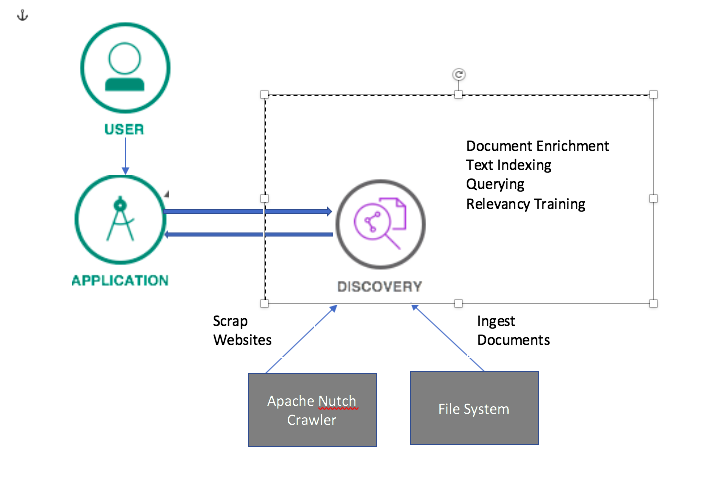 USER
Document Enrichment
Text Indexing
Querying
Relevancy Training
APPLICATION
DISCOVERY
Scrap
Websites
Ingest
Documents
Apache Nutch
Crawler
File System